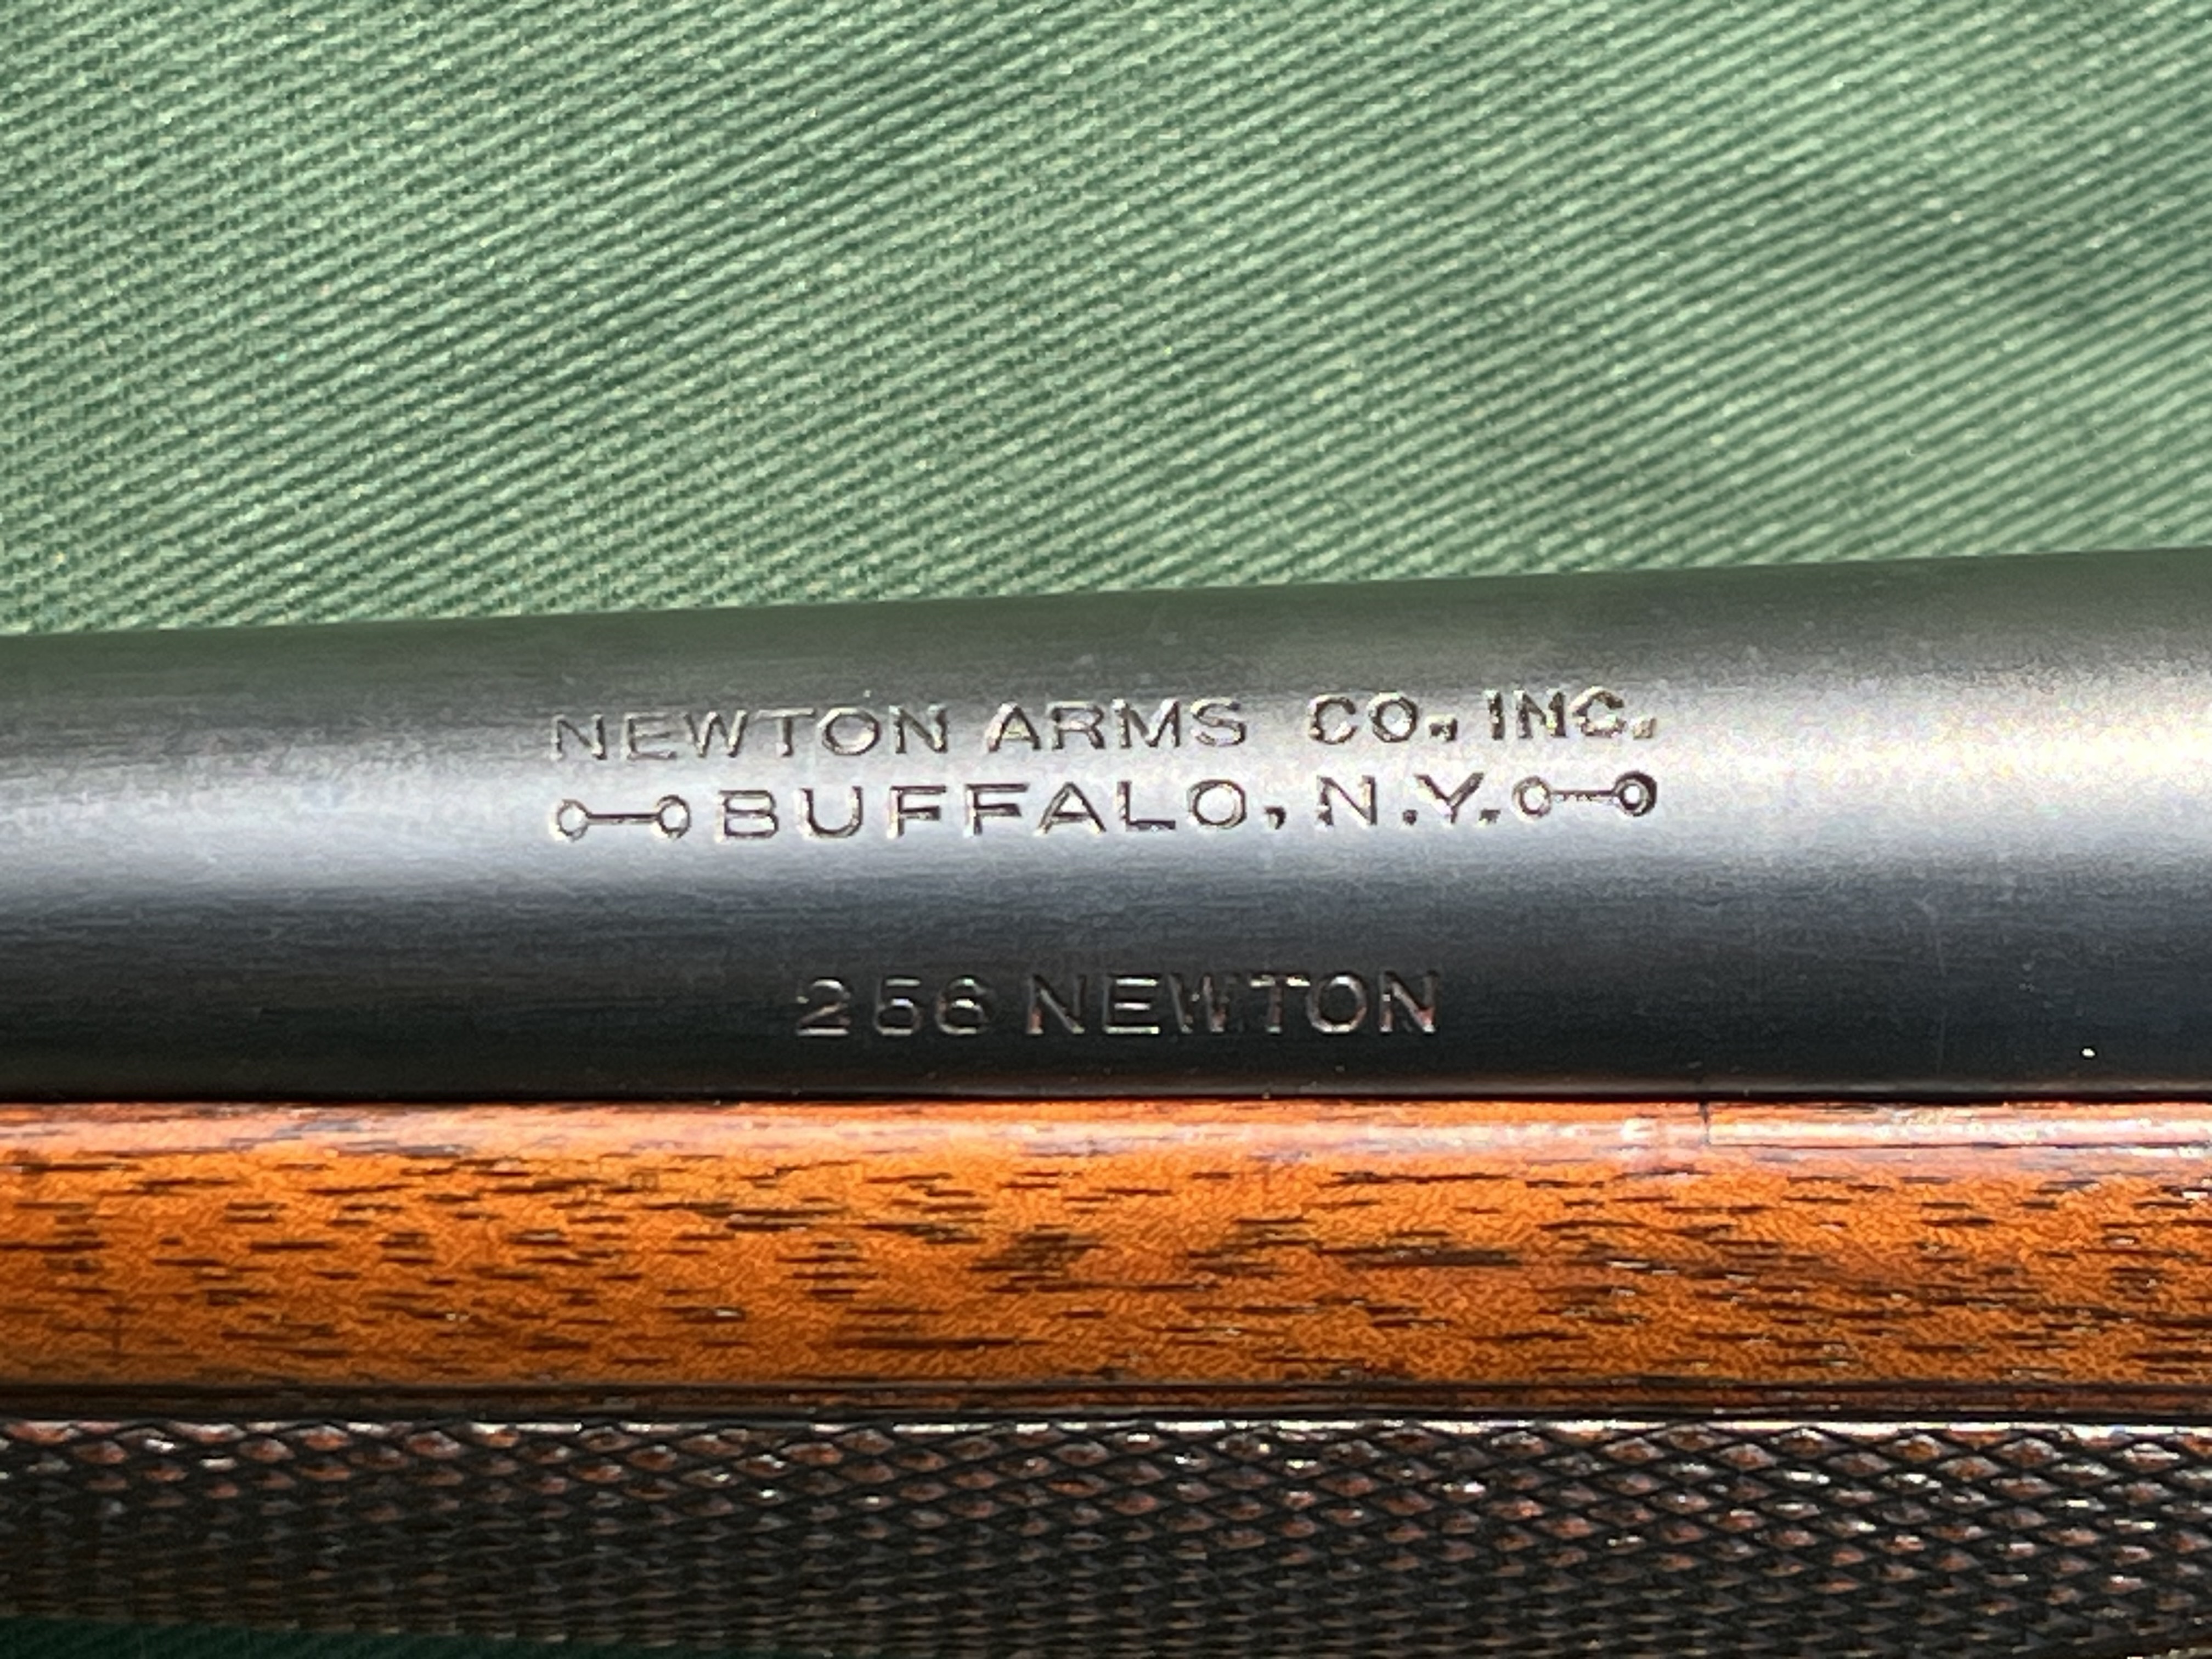 NEWTON ARMS CO. INC.
BUFFALO, N.Y.
256 NEWTON